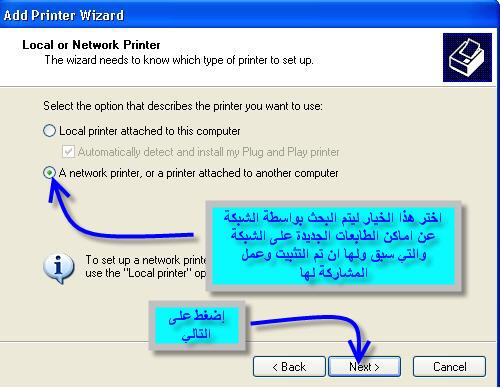 Add Printer Wizard
Local or Network Printer
The wizard needs to know which type of printer to set up.
Select the option that describes the printer you want to use:
Local printer attached to this computer
Automatically detect and install my Plug and Play printer
A network printer, or a printer attached to another computer
اختر هذا الخيار ليتم البحث بواسطة الشبكة
عن اماكن الطابعات الجديدة على الشبكة
والتي سبق ولها ان تم التثبيت وعمل
المشاركة لها
To set up a network
use the "Local printer"
إضغط على
التالي
< Back
Next >
Cancel